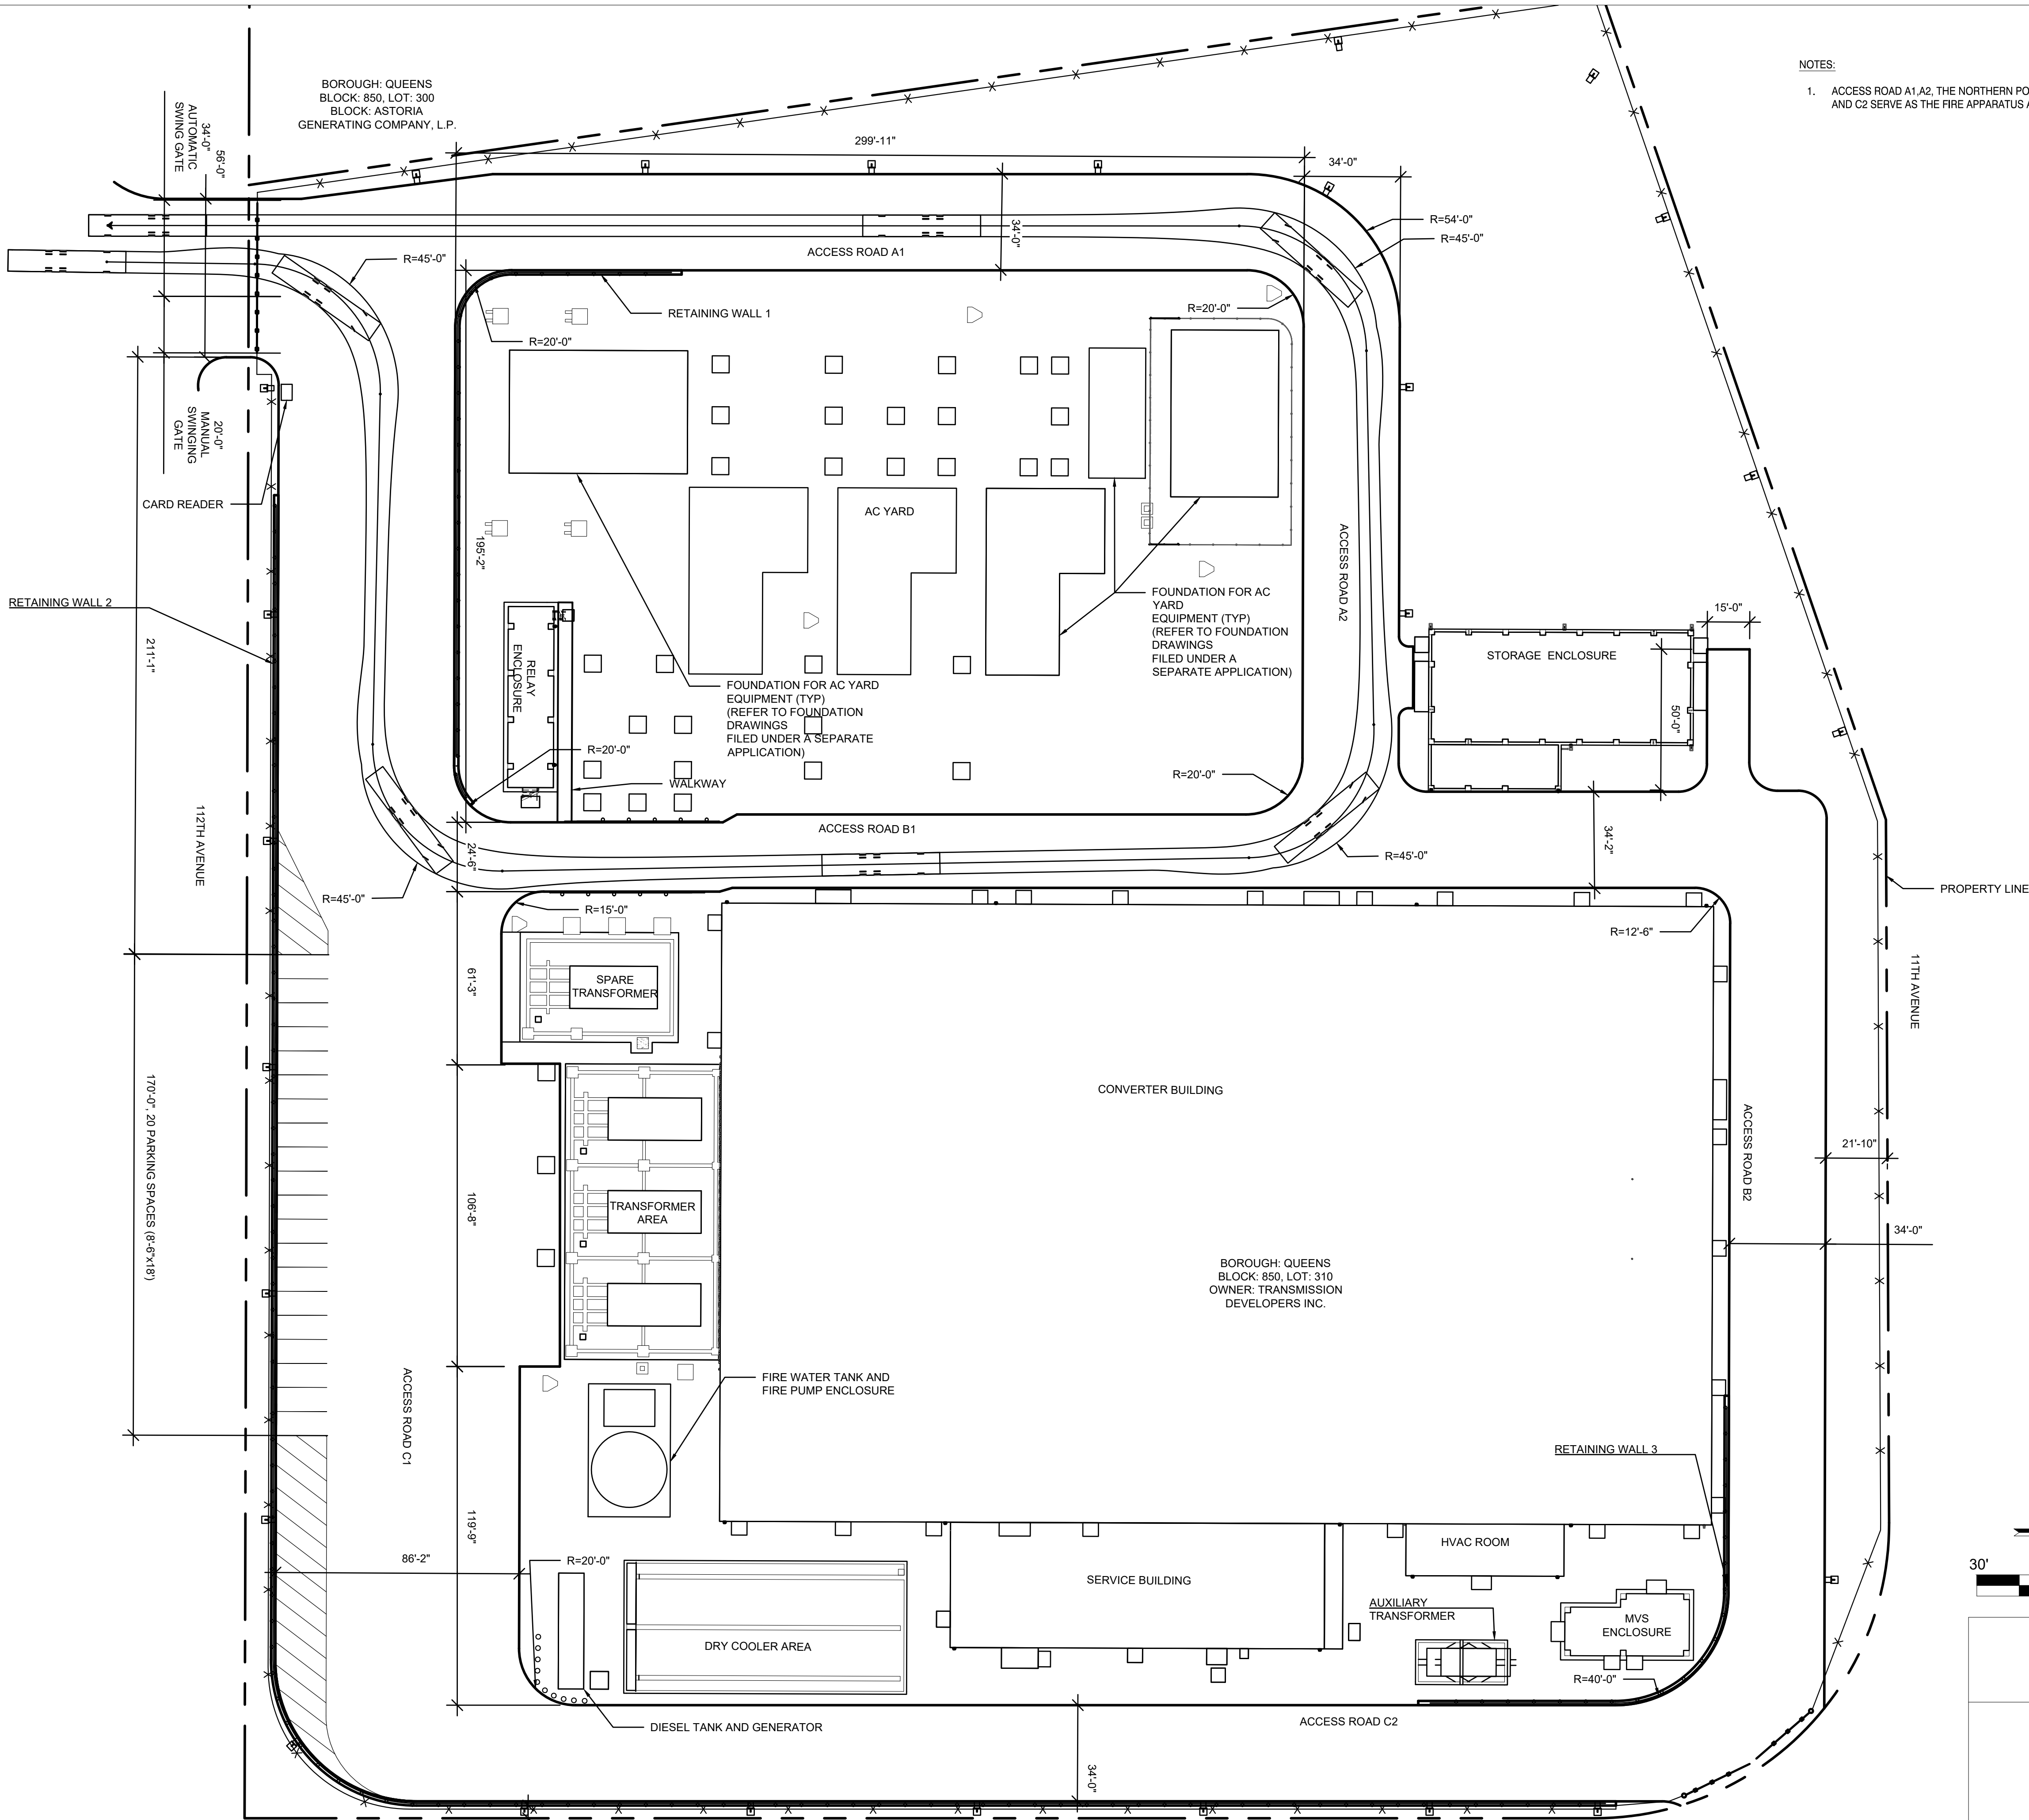 BOROUGH: QUEENS
BLOCK: 850, LOT: 300
BLOCK: ASTORIA
GENERATING COMPANY, L.P.
NOTES:
1. ACCESS ROAD A1,A2, THE NORTHERN PO
AND C2 SERVE AS THE FIRE APPARATUS A
56'-0"
34'-0"
AUTOMATIC
SWING GATE
299'-11"
34'-0"
R=54'-0"
R=45'-0"
34'-0"
ACCESS ROAD A1
R=45'-0"
RETAINING WALL 1
R=20'-0"
R=20'-0"
20'-0"
MANUAL
SWINGING
GATE
CARD READER
AC YARD
195'-2"
ACCESS ROAD A2
RETAINING WALL 2
211'-1"
FOUNDATION FOR AC
YARD
EQUIPMENT (TYP)
(REFER TO FOUNDATION
DRAWINGS
FILED UNDER A
SEPARATE APPLICATION)
15'-0"
STORAGE ENCLOSURE
50'-0"
RELAY
ENCLOSURE
FOUNDATION FOR AC YARD
EQUIPMENT (TYP)
(REFER TO FOUNDATION
DRAWINGS
FILED UNDER A SEPARATE
APPLICATION)
R=20'-0"
WALKWAY
R=20'-0"
112TH AVENUE
ACCESS ROAD B1
34'-2"
24'-6"
R=45'-0"
R=45'-0"
PROPERTY LINE
R=15'-0"
R=12'-6"
61'-3"
SPARE
TRANSFORMER
11TH AVENUE
CONVERTER BUILDING
170'-0", 20 PARKING SPACES (8'-6"x18')
ACCESS ROAD B2
21'-10"
106'-8"
TRANSFORMER
AREA
34'-0"
BOROUGH: QUEENS
BLOCK: 850, LOT: 310
OWNER: TRANSMISSION
DEVELOPERS INC.
ACCESS ROAD C1
FIRE WATER TANK AND
FIRE PUMP ENCLOSURE
RETAINING WALL 3
119'-9"
86'-2"
R=20'-0"
HVAC ROOM
30'
SERVICE BUILDING
AUXILIARY
TRANSFORMER
MVS
ENCLOSURE
DRY COOLER AREA
R=40'-0"
DIESEL TANK AND GENERATOR
ACCESS ROAD C2
34'-0"